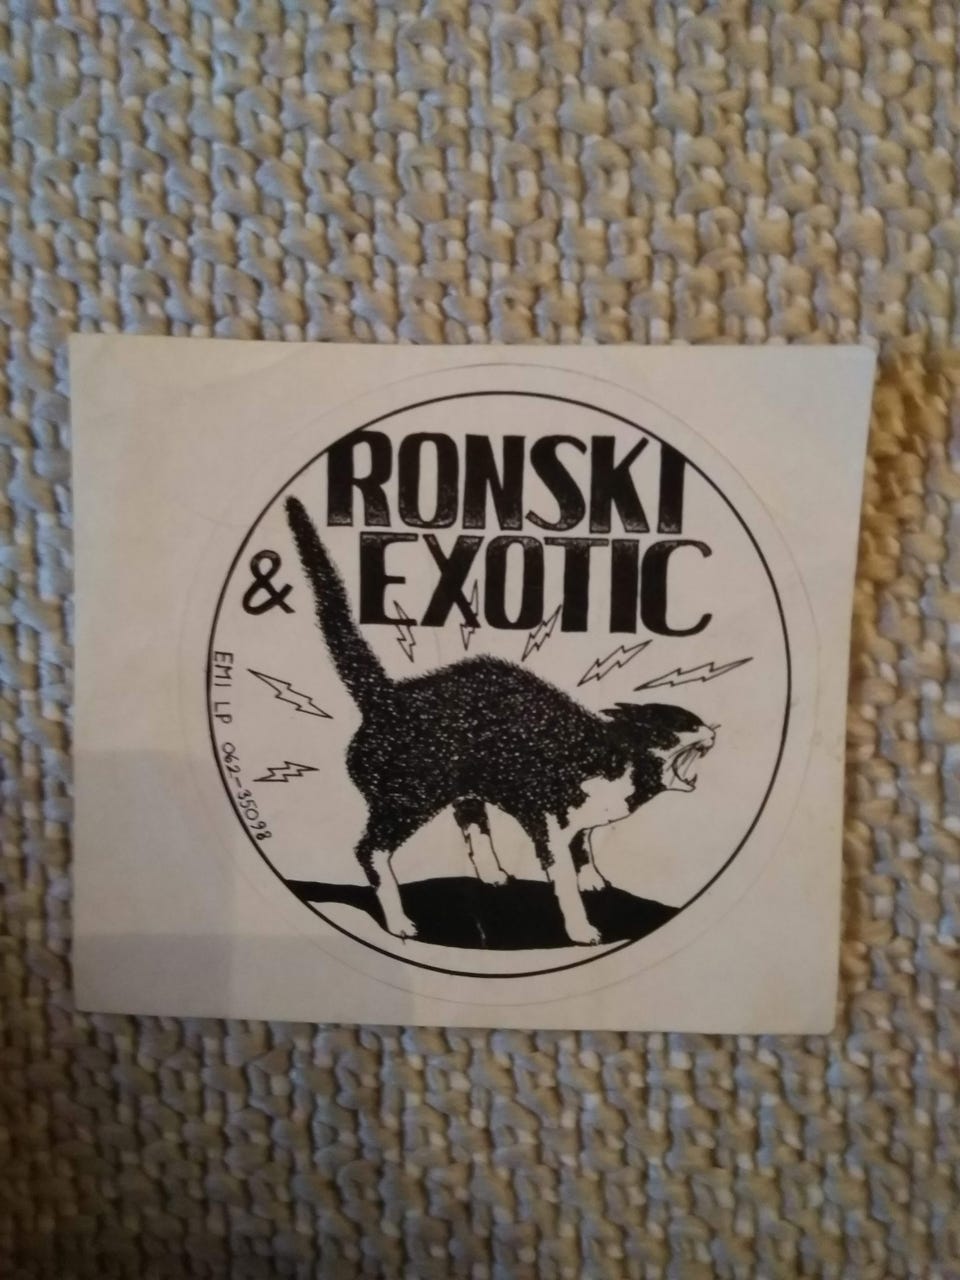 RONSKI
& EXOTIC
EMI LP 062-35098